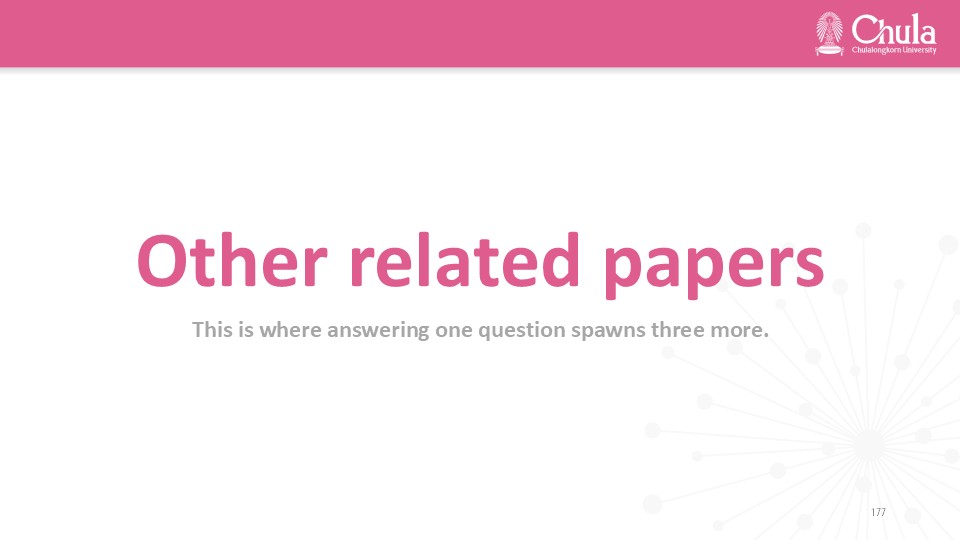 Chula
Chulalongkorn University
Other related papers
This is where answering one question spawns three more.
177